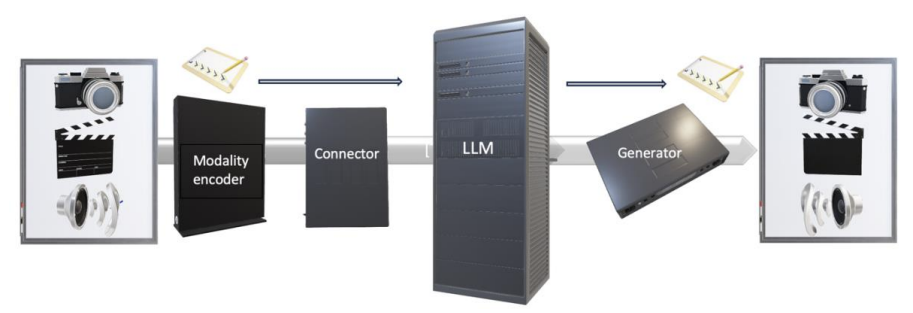 Modality
encoder
Connector
LLM
Generator